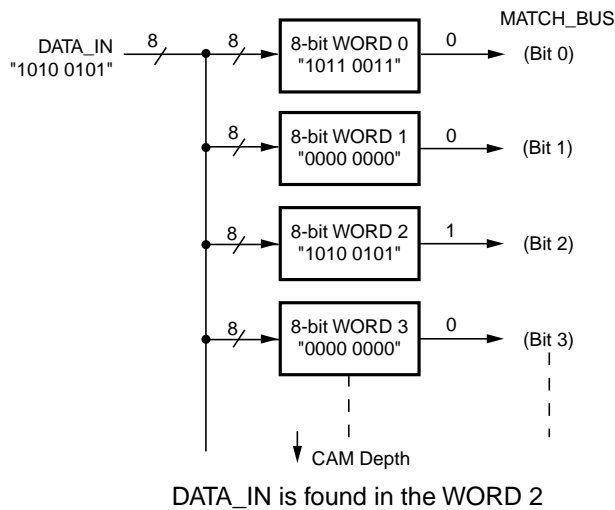 MATCH_BUS
DATA_IN
"1010 0101"
8
8
8-bit WORD 0
"1011 0011"
0
(Bit 0)
8
8-bit WORD 1
"0000 0000"
0
(Bit 1)
8
8-bit WORD 2
"1010 0101"
1
(Bit 2)
8
8-bit WORD 3
"0000 0000"
0
(Bit 3)
CAM Depth
DATA_IN is found in the WORD 2